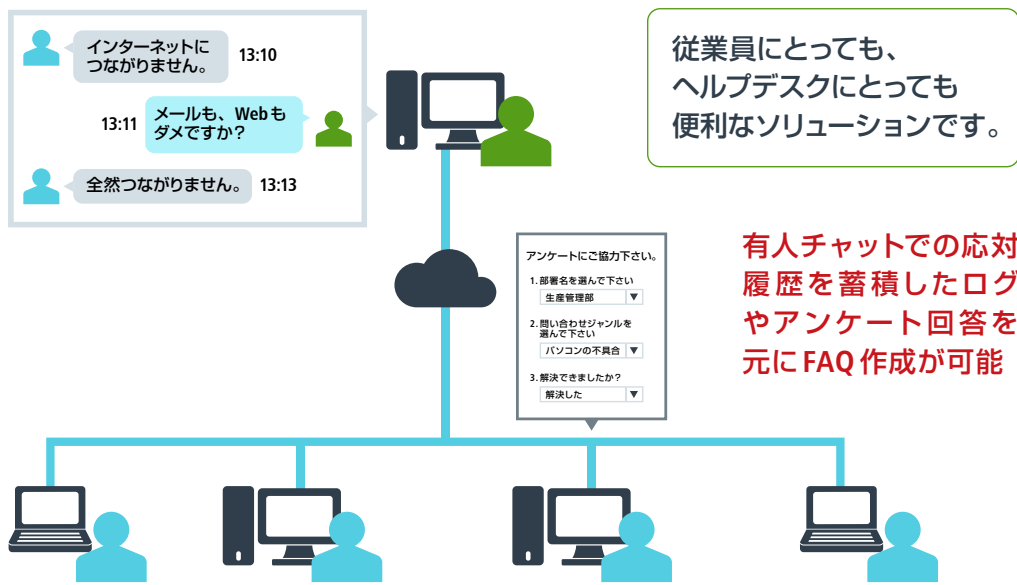 インターネットに
つながりません。
13:10
13:11
メールも、Webも
ダメですか?
全然つながりません。
13:13
従業員にとっても、
ヘルプデスクにとっても
便利なソリューションです。
アンケートにご協力下さい。
1.部署名を選んで下さい
生産管理部 ▼
2.問い合わせジャンルを
選んで下さい
パソコンの不具合 ▼
3.解決できましたか?
解決した ▼
有人チャットでの応対
履歴を蓄積したログ
やアンケート回答を
元にFAQ作成が可能